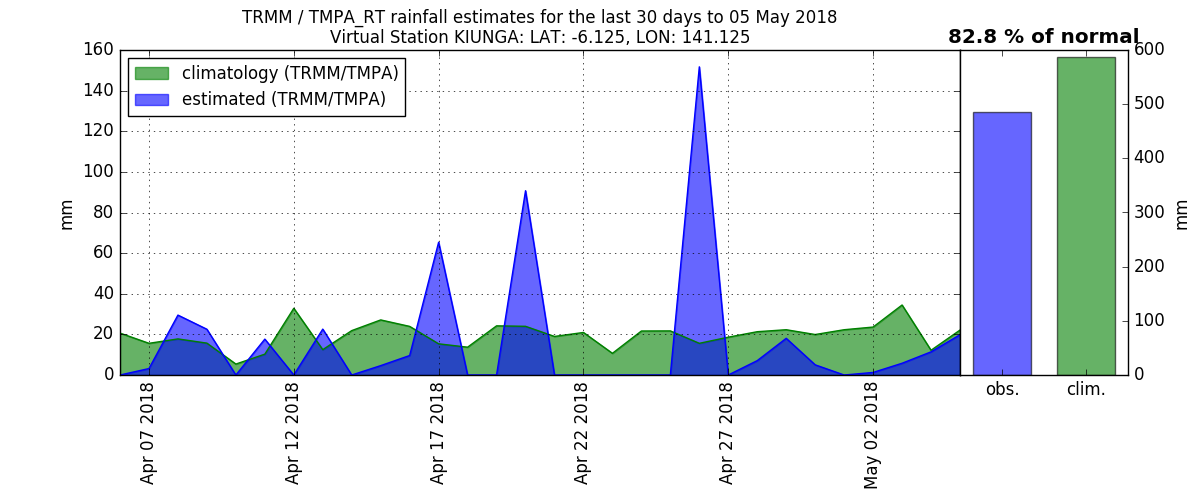 TRMM / TMPA_RT rainfall estimates for the last 30 days to 05 May 2018
Virtual Station KIUNGA: LAT: -6.125, LON: 141.125
82.8 % of normal
climatology (TRMM/TMPA)
estimated (TRMM/TMPA)
160
140
120
100
80
60
40
20
0
mm
Apr 07 2018
Apr 12 2018
Apr 17 2018
Apr 22 2018
Apr 27 2018
May 02 2018
600
500
400
300
200
100
0
mm
obs.
clim.